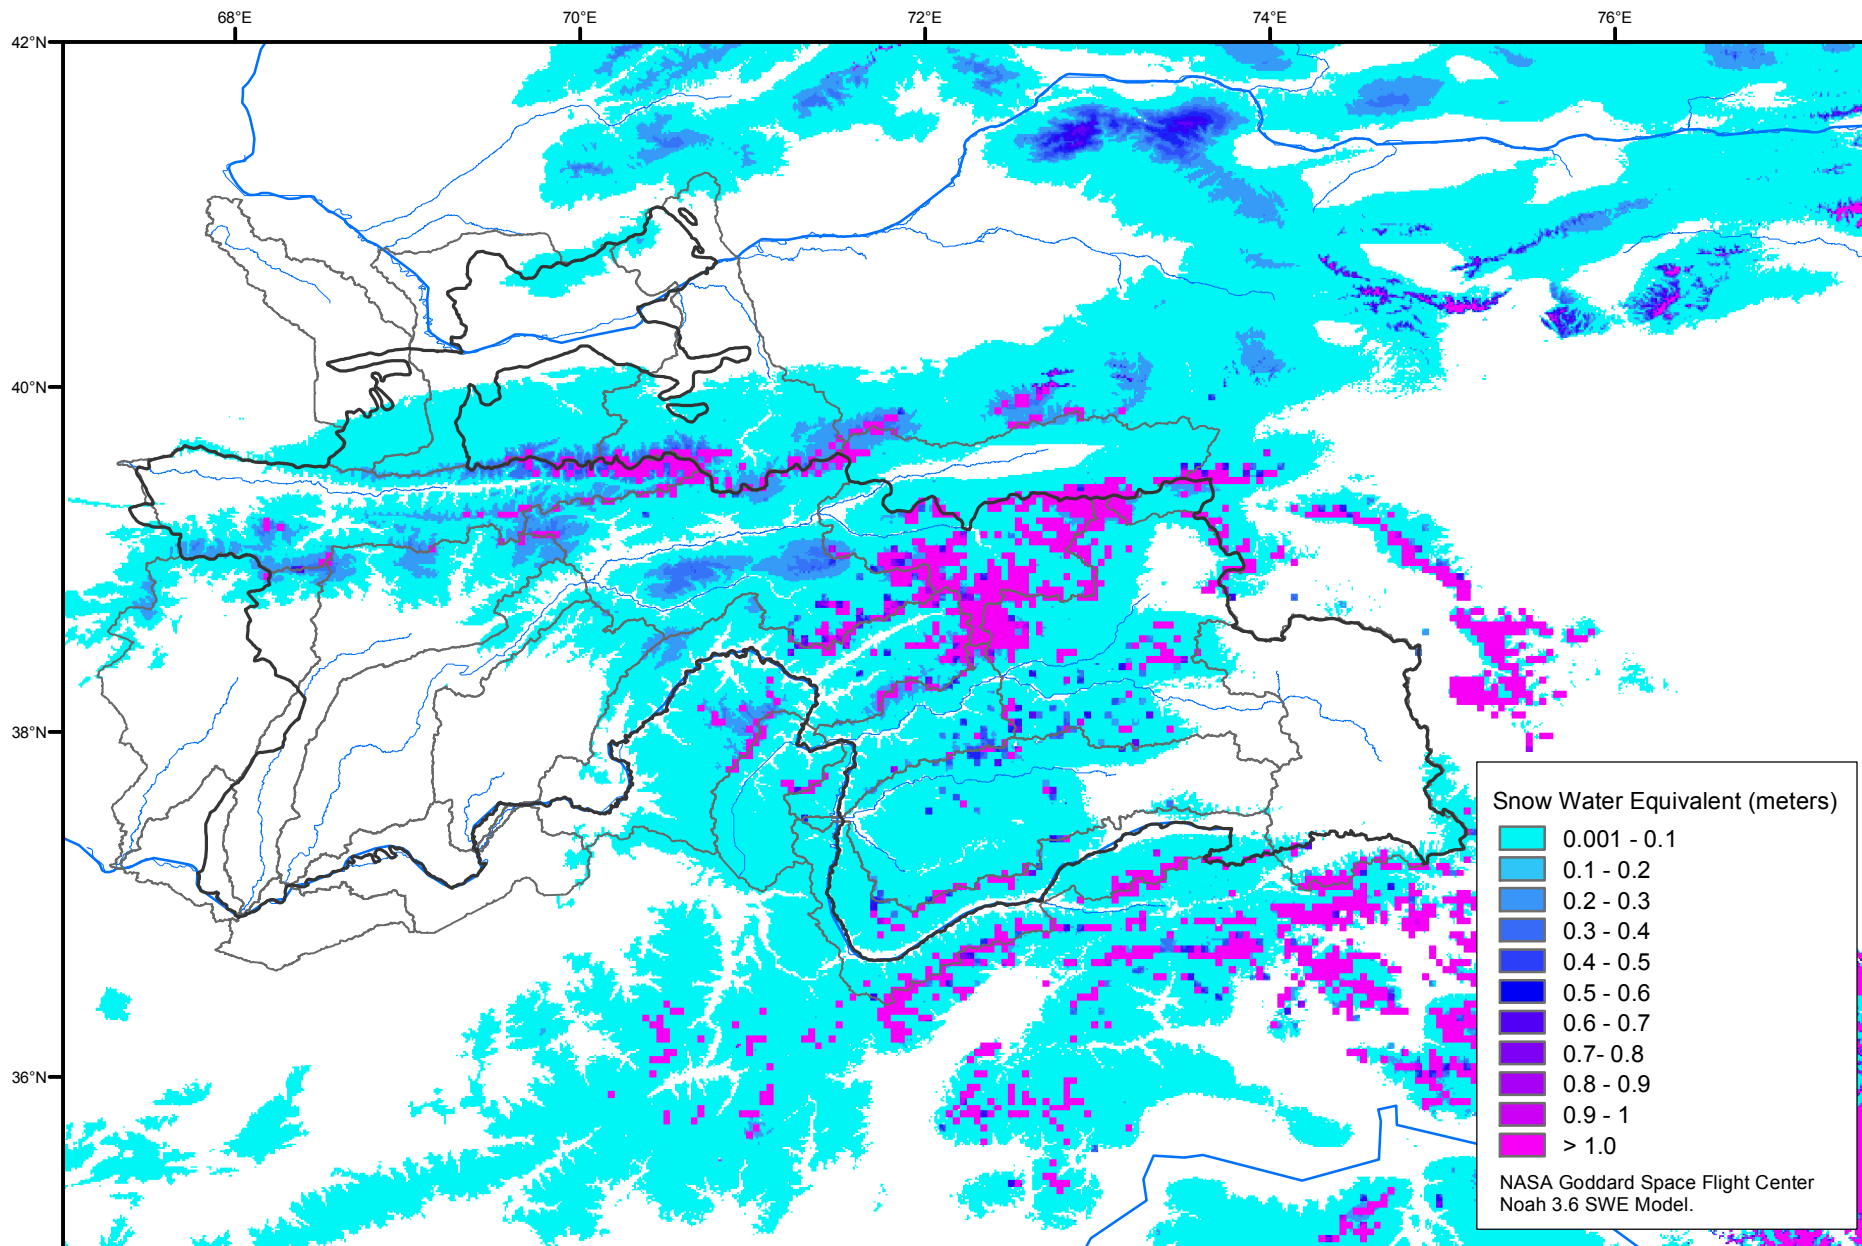 68°E
70°E
72°E
74°E
76°E
42°N
40°N
38°N
36°N
Snow Water Equivalent (meters)
0.001 - 0.1
0.1 - 0.2
0.2 - 0.3
0.3 - 0.4
0.4 - 0.5
0.5 - 0.6
0.6 - 0.7
0.7- 0.8
0.8 - 0.9
0.9 - 1
> 1.0
NASA Goddard Space Flight Center
Noah 3.6 SWE Model.